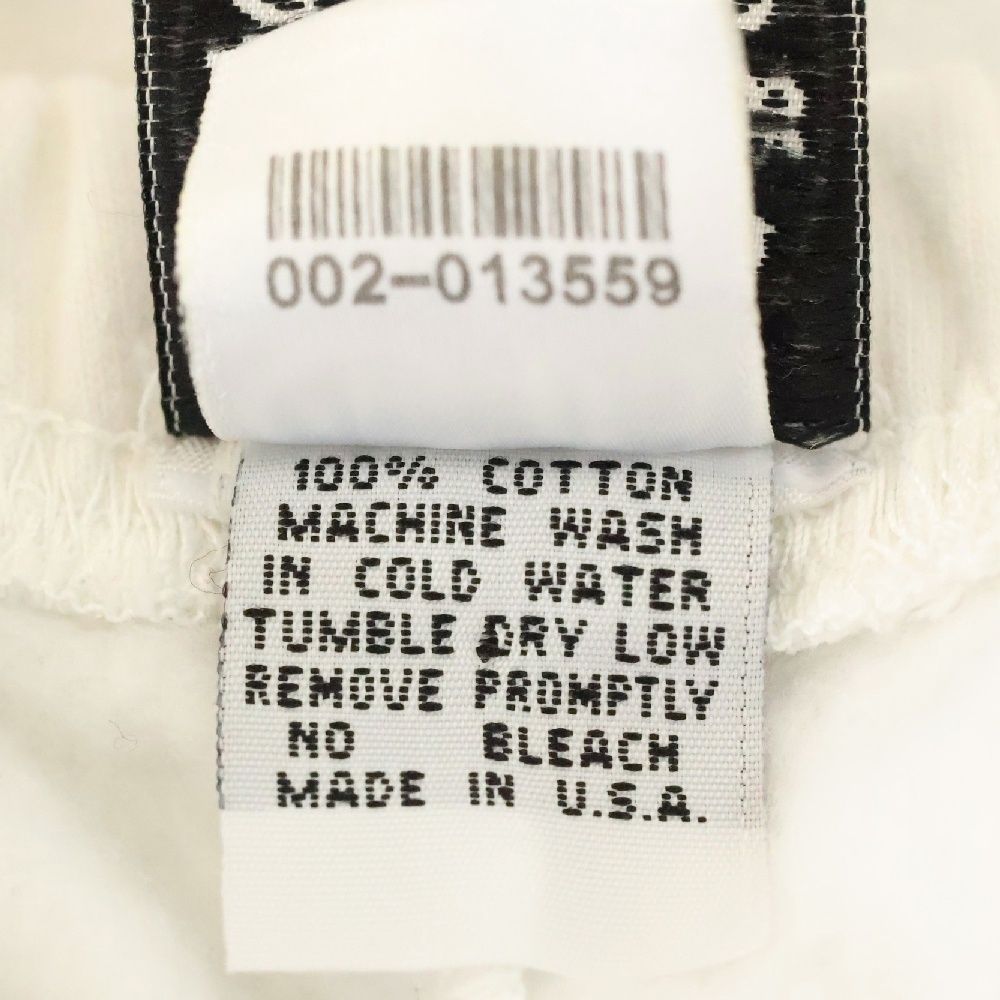 002-013559
100% COTTON
MACHINE WASH
IN COLD WATER
TUMBLE DRY LOW
REMOVE PROMPTLY
NO BLEACH
MADE IN U.S.A.